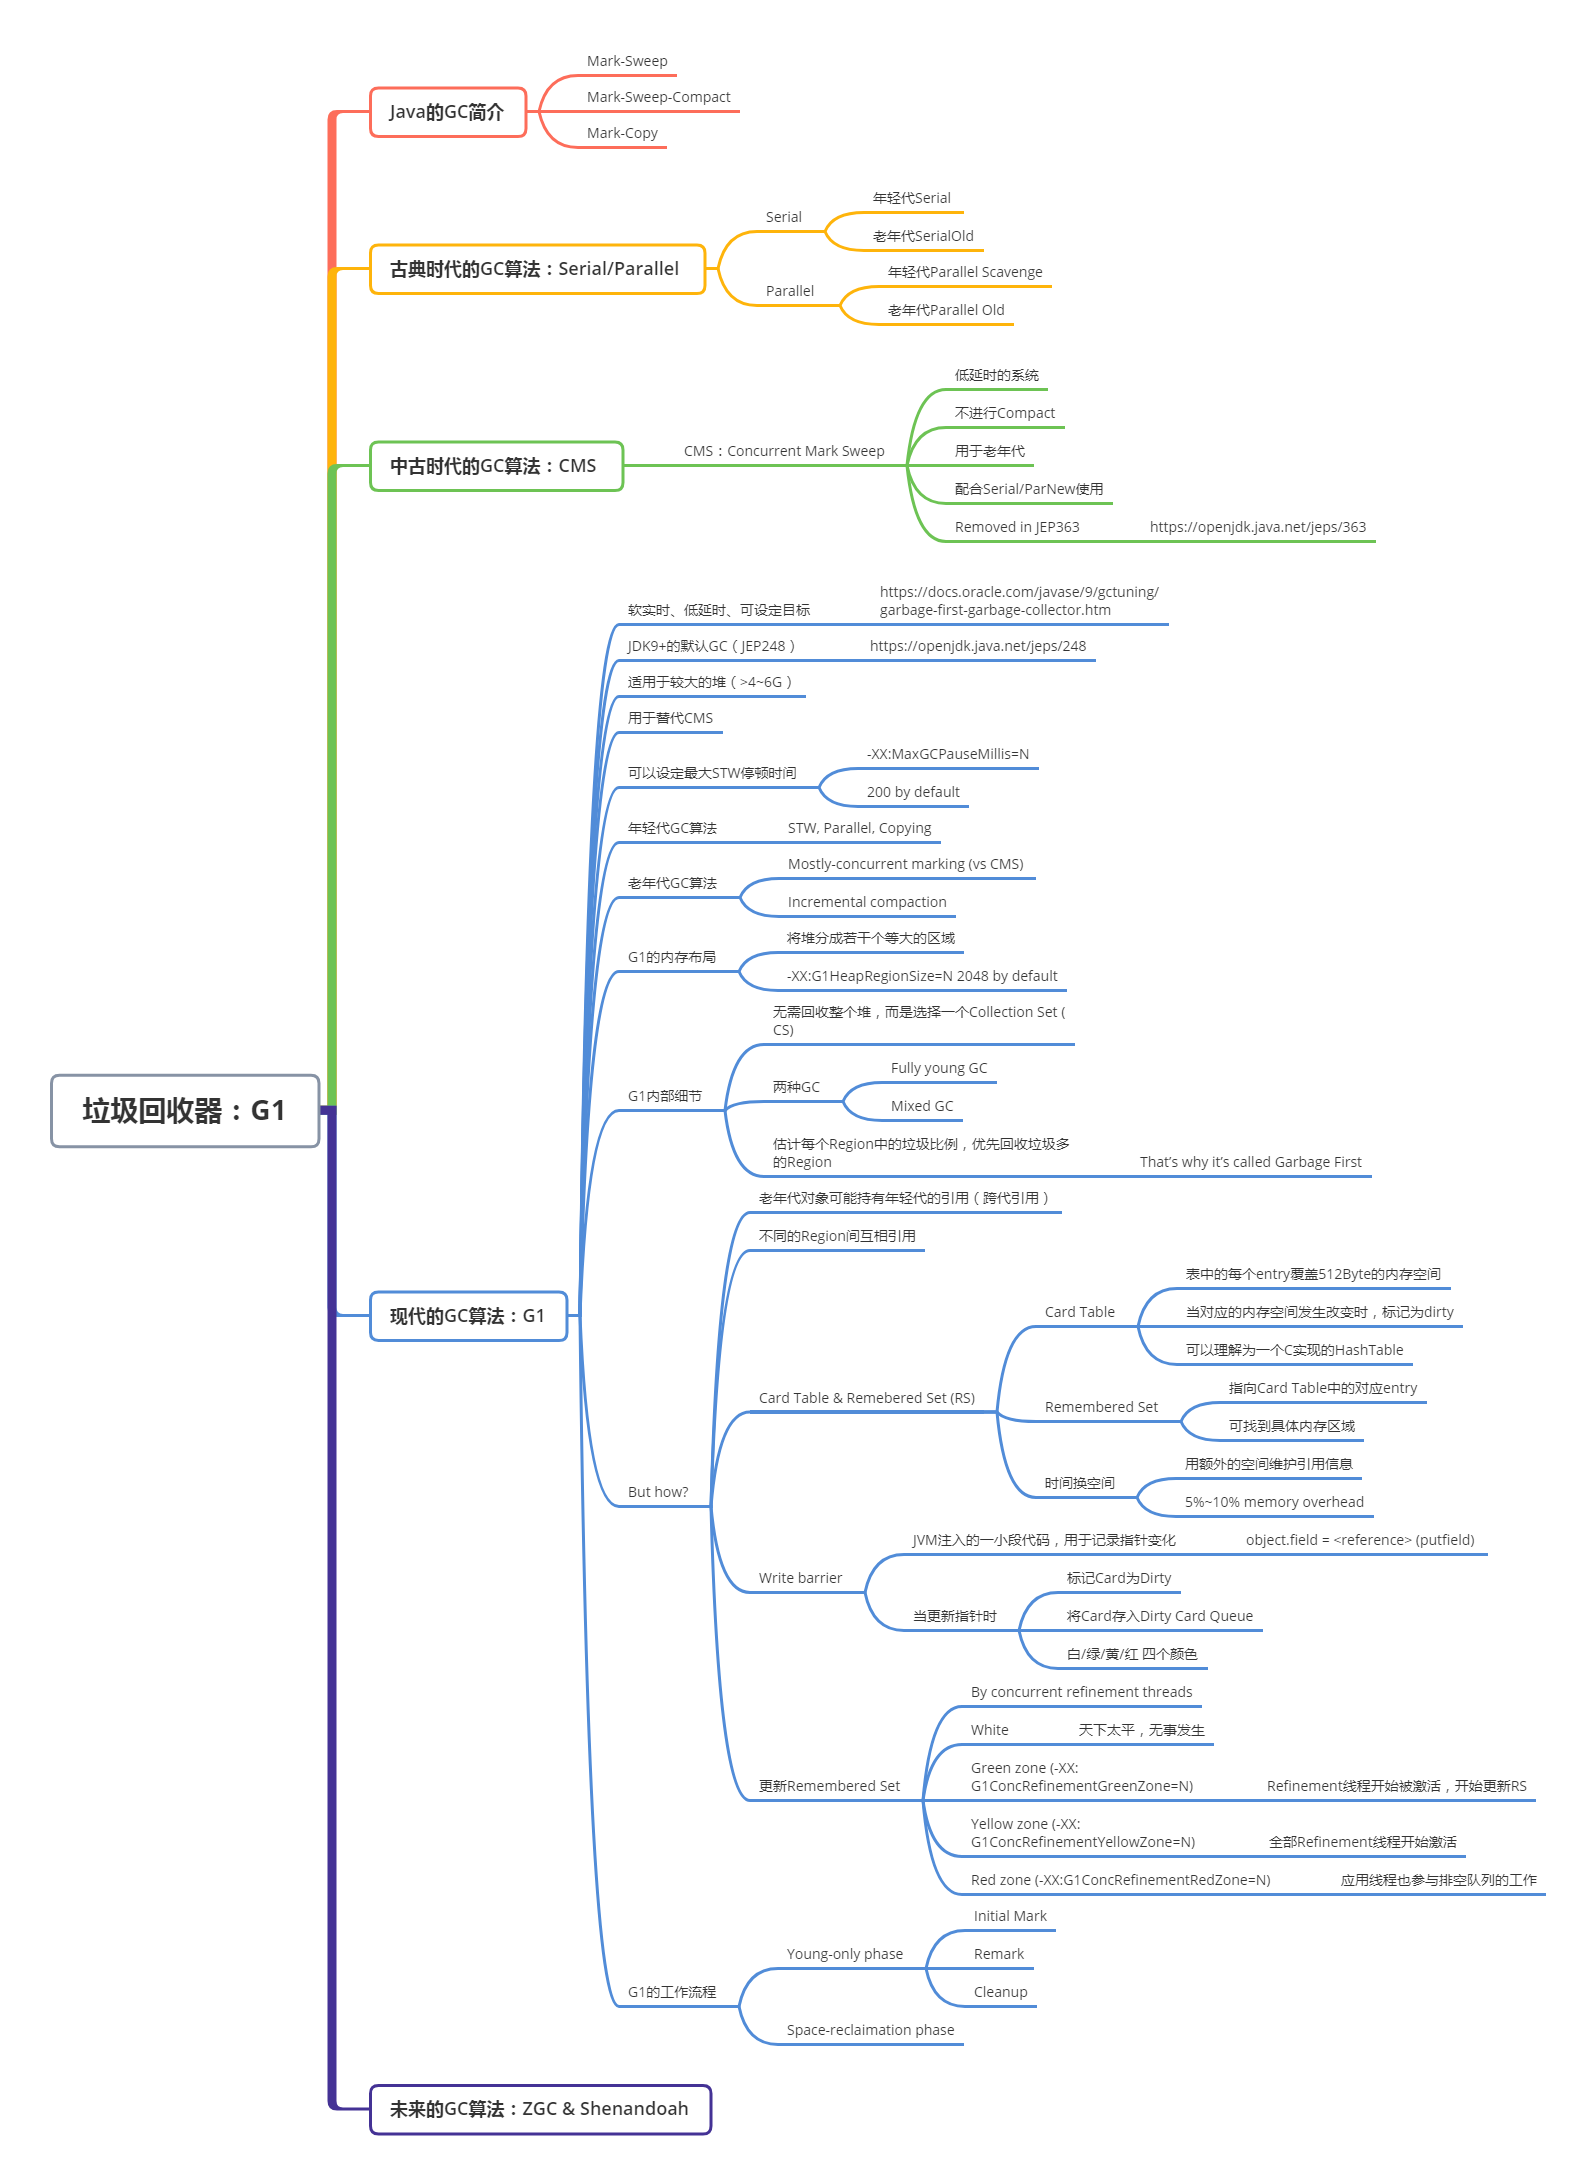 垃圾回收器：G1
Java的GC简介
Mark-Sweep
Mark-Sweep-Compact
Mark-Copy
古典时代的GC算法：Serial/Parallel
Serial
年轻代Serial
老年代SerialOld
Parallel
年轻代Parallel Scavenge
老年代Parallel Old
中古时代的GC算法：CMS
CMS：Concurrent Mark Sweep
低延时的系统
不进行Compact
用于老年代
配合Serial/ParNew使用
Removed in JEP363
https://openjdk.java.net/jeps/363
现代的GC算法：G1
软实时、低延时、可设定目标
https://docs.oracle.com/javase/9/gctuning/
garbage-first-garbage-collector.htm
JDK9+的默认GC（JEP248）
https://openjdk.java.net/jeps/248
适用于较大的堆（>4~6G）
用于替代CMS
可以设定最大STW停顿时间
-XX:MaxGCPauseMillis=N
200 by default
年轻代GC算法
STW, Parallel, Copying
老年代GC算法
Mostly-concurrent marking (vs CMS)
Incremental compaction
G1的内存布局
将堆分成若干个等大的区域
-XX:G1HeapRegionSize=N 2048 by default
G1内部细节
无需回收整个堆，而是选择一个Collection Set (
CS)
两种GC
Fully young GC
Mixed GC
估计每个Region中的垃圾比例，优先回收垃圾多
的Region
That’s why it’s called Garbage First
But how?
老年代对象可能持有年轻代的引用（跨代引用）
不同的Region间互相引用
Card Table & Remebered Set (RS)
Card Table
表中的每个entry覆盖512Byte的内存空间
当对应的内存空间发生改变时，标记为dirty
可以理解为一个C实现的HashTable
Remembered Set
指向Card Table中的对应entry
可找到具体内存区域
时间换空间
用额外的空间维护引用信息
5%~10% memory overhead
Write barrier
JVM注入的一小段代码，用于记录指针变化
object.field = <reference> (putfield)
当更新指针时
标记Card为Dirty
将Card存入Dirty Card Queue
白/绿/黄/红 四个颜色
更新Remembered Set
By concurrent refinement threads
White
天下太平，无事发生
Green zone (-XX:
G1ConcRefinementGreenZone=N)
Refinement线程开始被激活，开始更新RS
Yellow zone (-XX:
G1ConcRefinementYellowZone=N)
全部Refinement线程开始激活
Red zone (-XX:G1ConcRefinementRedZone=N)
应用线程也参与排空队列的工作
G1的工作流程
Young-only phase
Initial Mark
Remark
Cleanup
Space-reclaimation phase
未来的GC算法：ZGC & Shenandoah